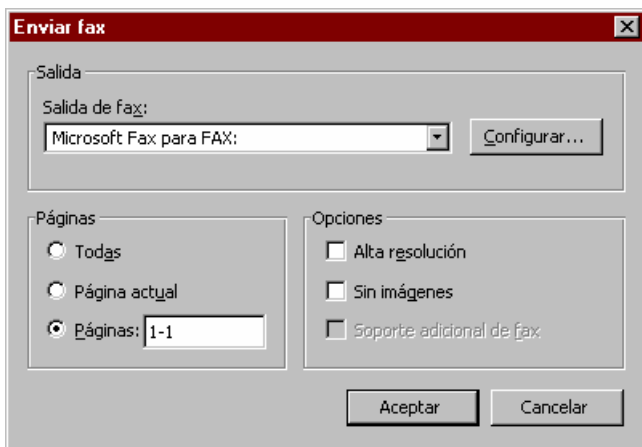 Enviar fax
Salida
Salida de fax:
Microsoft Fax para FAX:
Configurar...
Páginas
Todas
Página actual
Páginas: 1-1
Opciones
Alta resolución
Sin imágenes
Soporte adicional de fax
Aceptar
Cancelar